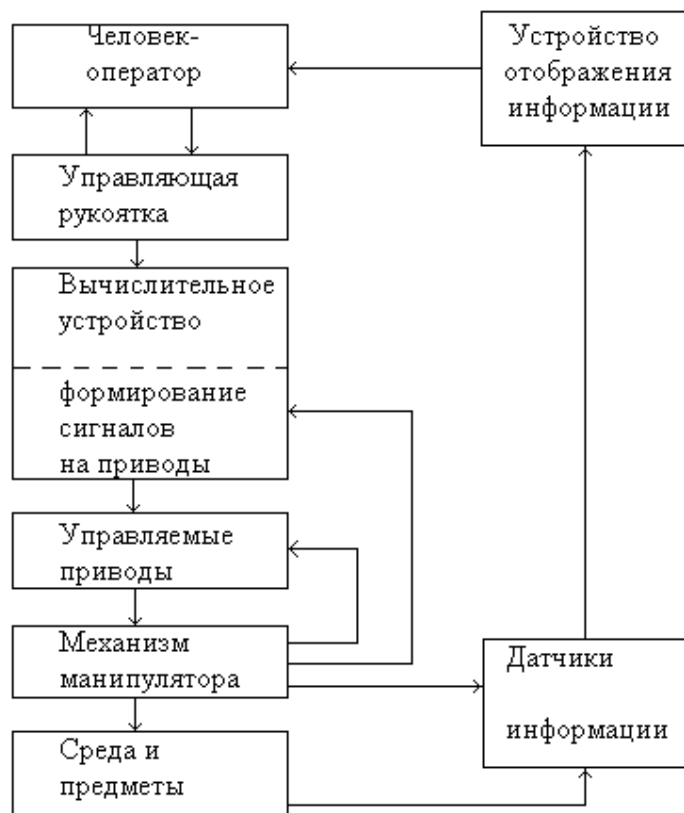 Человек-
оператор
Устройство
отображения
информации
Управляющая
рукоятка
Вычислительное
устройство
формирование
сигналов
на приводы
Управляемые
приводы
Механизм
манипулятора
Датчики
информации
Среда и
предметы